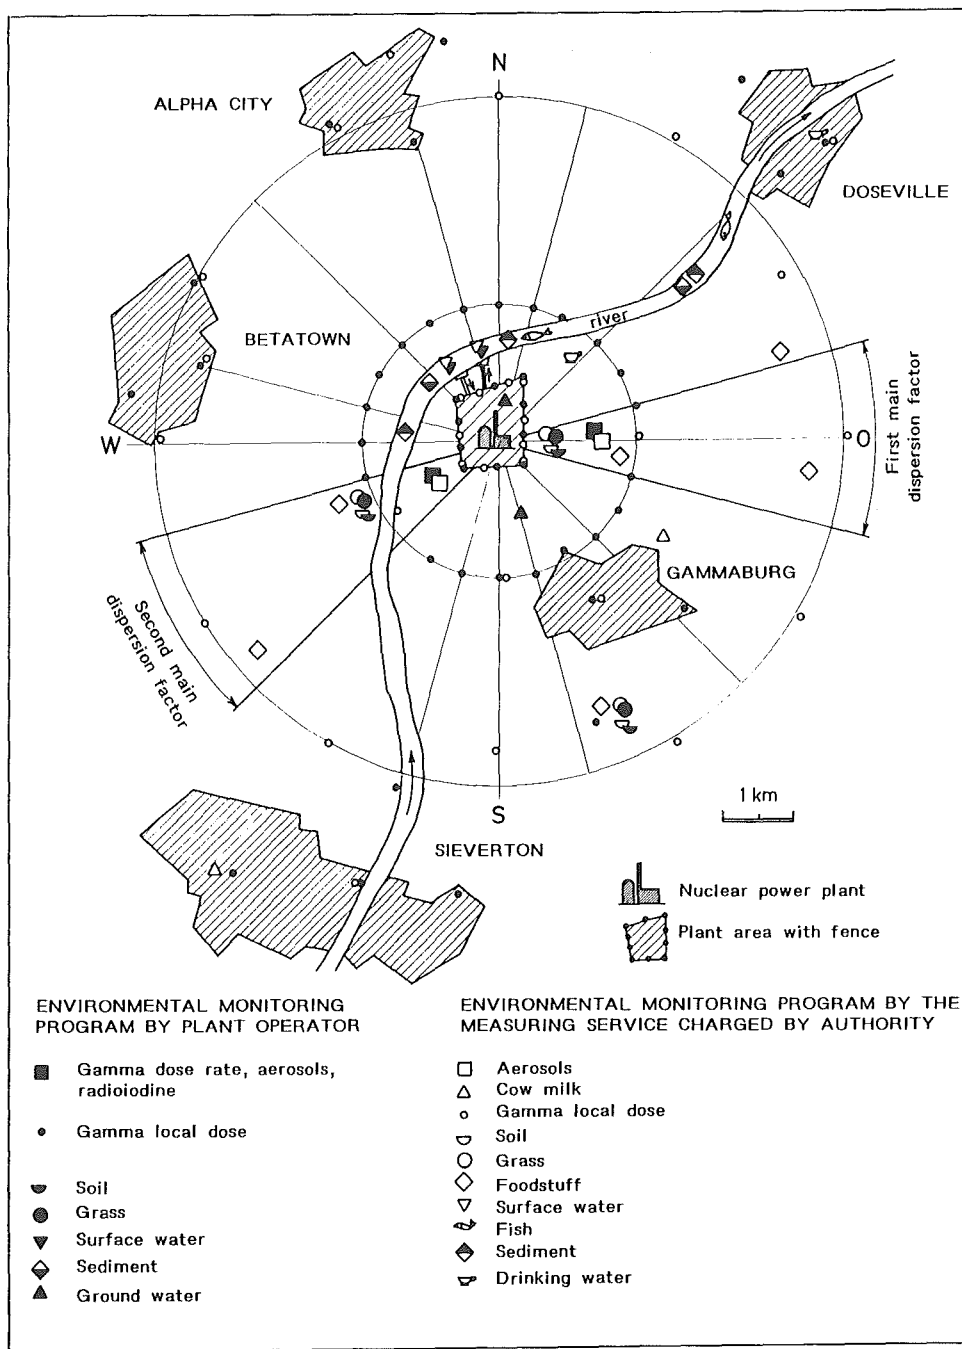 N
ALPHA CITY
DOSEVILLE
river
BETATOWN
W
O
First main
dispersion factor
GAMMABURG
Second main
dispersion factor
1 km
S
SIEVERTON
Nuclear power plant
Plant area with fence
ENVIRONMENTAL MONITORING
PROGRAM BY PLANT OPERATOR
Gamma dose rate, aerosols,
radioiodine
Gamma local dose
Soil
Grass
Surface water
Sediment
Ground water
ENVIRONMENTAL MONITORING PROGRAM BY THE
MEASURING SERVICE CHARGED BY AUTHORITY
Aerosols
Cow milk
Gamma local dose
Soil
Grass
Foodstuff
Surface water
Fish
Sediment
Drinking water